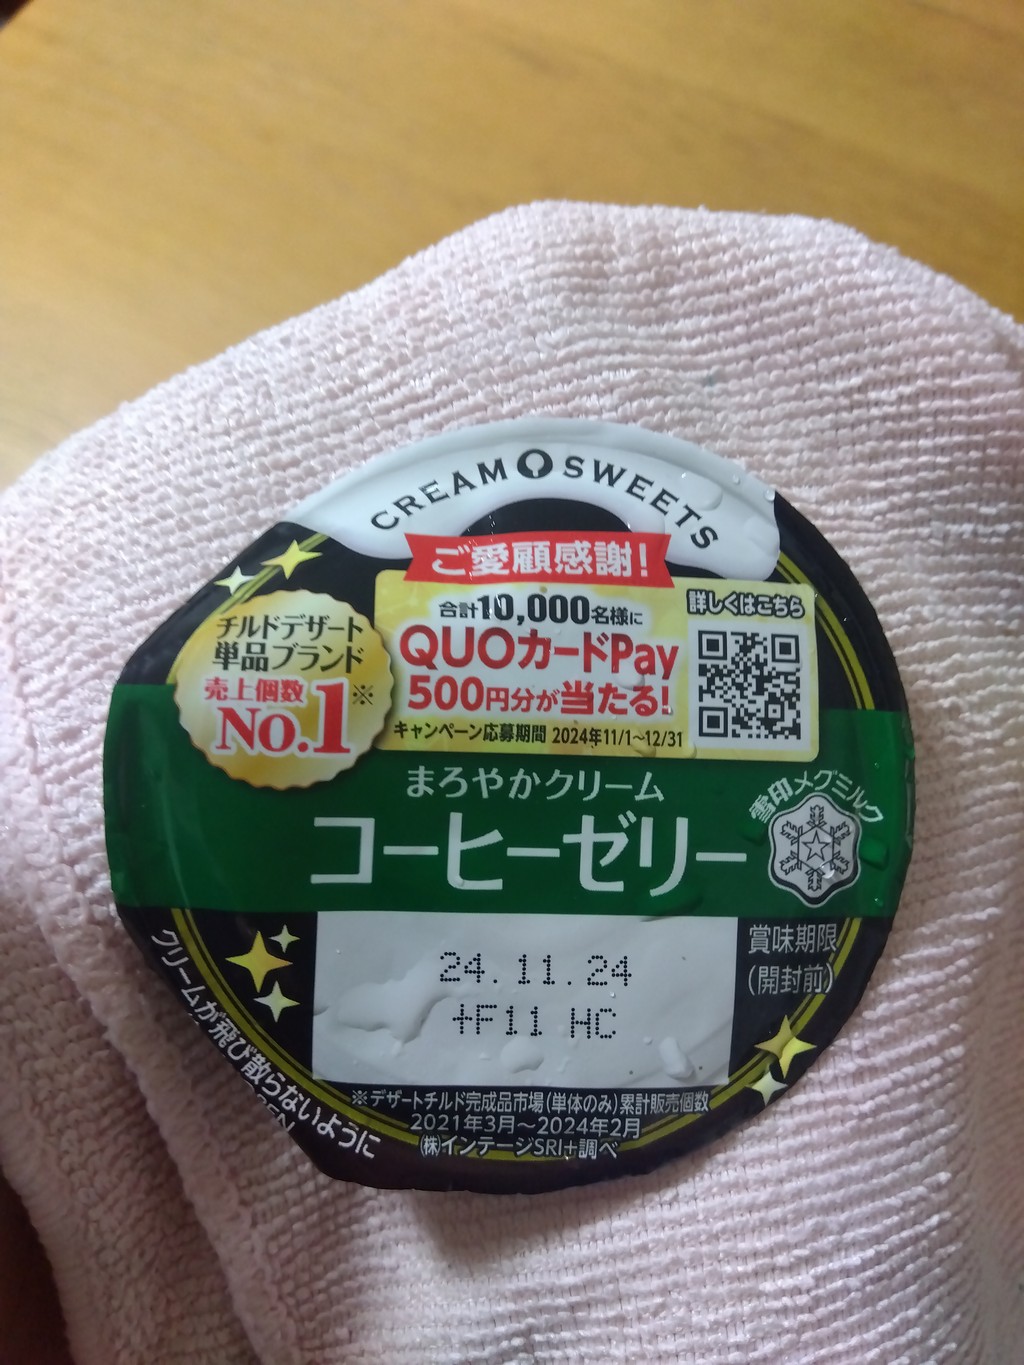 CREAM SWEETS
ご愛顧感謝!
合計10,000名様に
QUOカードPay
500円分が当たる!
キャンペーン応募期間 2024年11/1~12/31
詳しくはこちら
チルドデザート
単品ブランド
売上個数
No.1※
まろやかクリーム
コーヒーゼリー
雪印メグミルク
賞味期限
(開封前)
24.11.24
+F11 HC
※デザートチルド完成品市場(単体のみ)累計販売個数
2021年3月~2024年2月
(株)インテージSRI+調べ
クリームが飛び散らないように